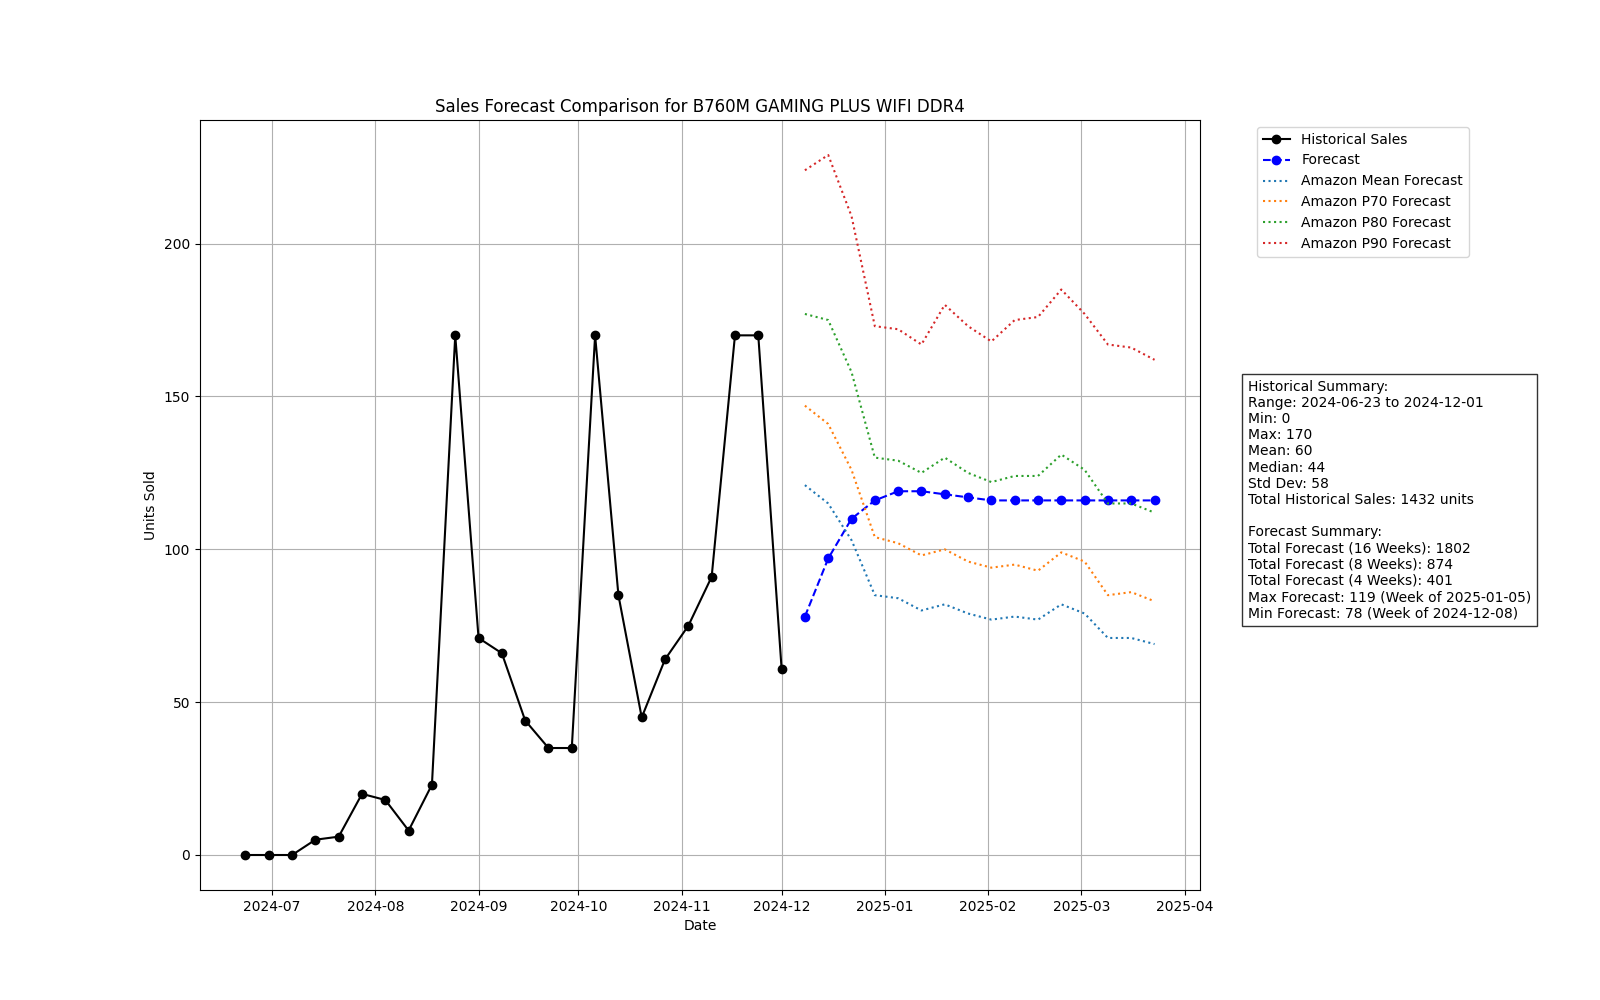 Sales Forecast Comparison for B760M GAMING PLUS WIFI DDR4
Historical Sales
Forecast
Amazon Mean Forecast
Amazon P70 Forecast
Amazon P80 Forecast
Amazon P90 Forecast
Units Sold
200
150
100
50
0
2024-07
2024-08
2024-09
2024-10
2024-11
2024-12
2025-01
2025-02
2025-03
2025-04
Date
Historical Summary:
Range: 2024-06-23 to 2024-12-01
Min: 0
Max: 170
Mean: 60
Median: 44
Std Dev: 58
Total Historical Sales: 1432 units
Forecast Summary:
Total Forecast (16 Weeks): 1802
Total Forecast (8 Weeks): 874
Total Forecast (4 Weeks): 401
Max Forecast: 119 (Week of 2025-01-05)
Min Forecast: 78 (Week of 2024-12-08)